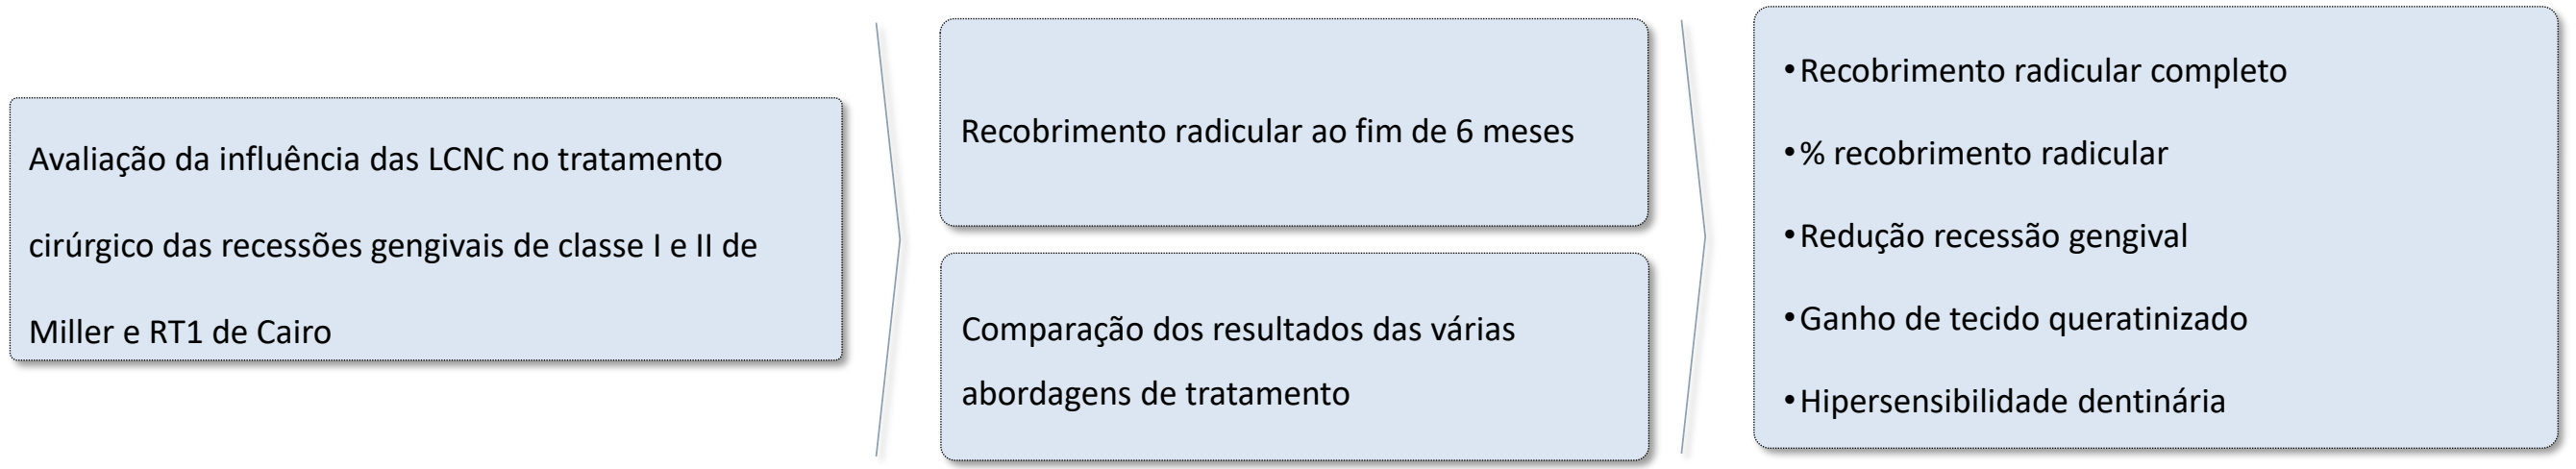 Avaliação da influência das LCNC no tratamento
cirúrgico das recessões gengivais de classe I e II de
Miller e RT1 de Cairo
Recobrimento radicular ao fim de 6 meses
Comparação dos resultados das várias
abordagens de tratamento
•Recobrimento radicular completo
•% recobrimento radicular
•Redução recessão gengival
•Ganho de tecido queratinizado
•Hipersensibilidade dentinária